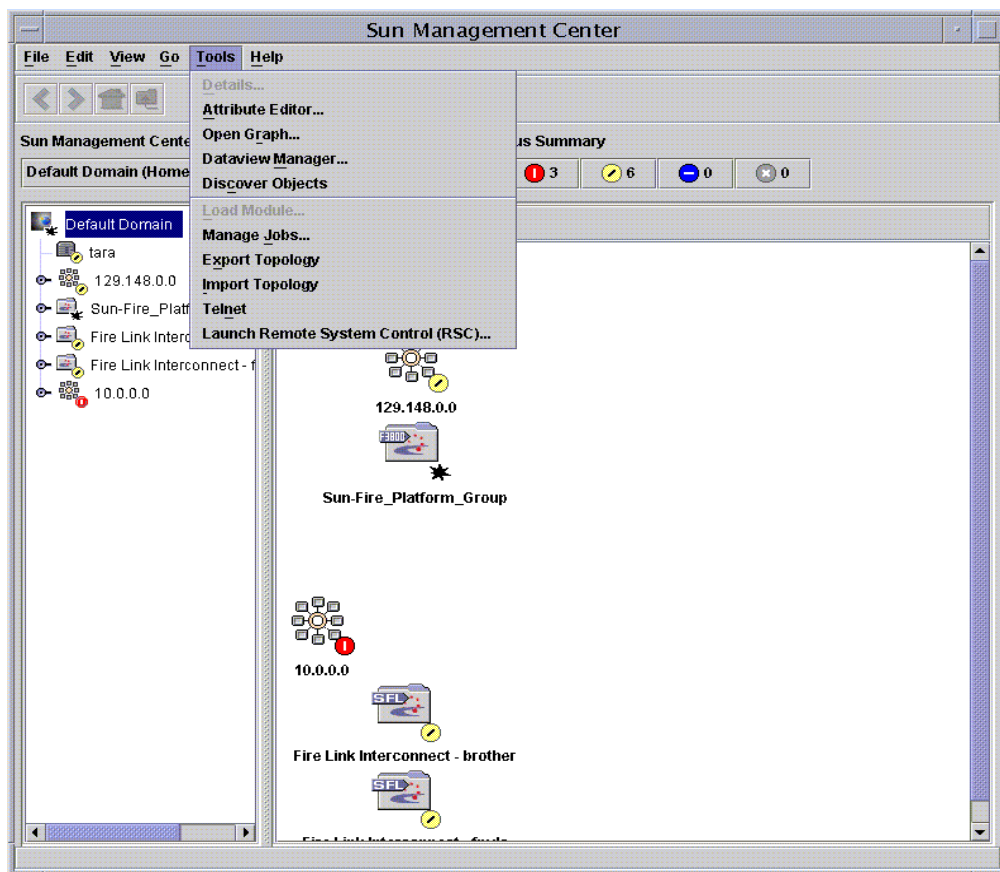 Sun Management Center
File Edit View Go Tools Help
Details...
Attribute Editor...
Open Graph...
Dataview Manager...
Discover Objects
Load Module...
Manage Jobs...
Export Topology
Import Topology
Telnet
Launch Remote System Control (RSC)...
Sun Management Cente
us Summary
Default Domain (Home
3
6
0
0
Default Domain
tara
129.148.0.0
Sun-Fire_Platf
Fire Link Interc
Fire Link Interconnect - f
10.0.0.0
129.148.0.0
F3800
Sun-Fire_Platform_Group
10.0.0.0
SFL
Fire Link Interconnect - brother
SFL
Fire Link Interconnect